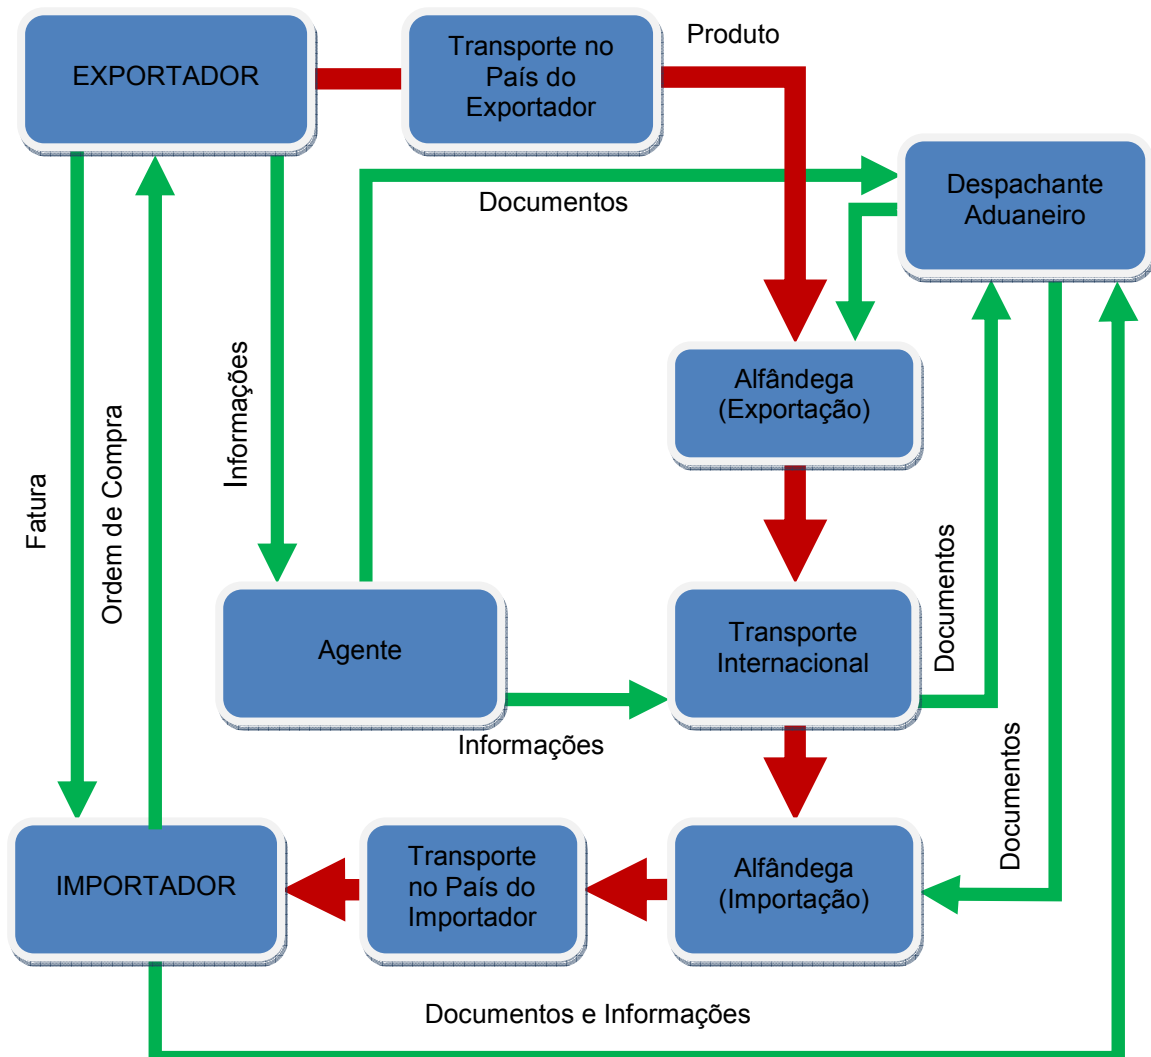 Produto
EXPORTADOR
Transporte no
País do
Exportador
Documentos
Despachante
Aduaneiro
Fatura
Ordem de Compra
Informações
Alfândega
(Exportação)
Agente
Transporte
Internacional
Documentos
Informações
Documentos
IMPORTADOR
Transporte
no País do
Importador
Alfândega
(Importação)
Documentos e Informações